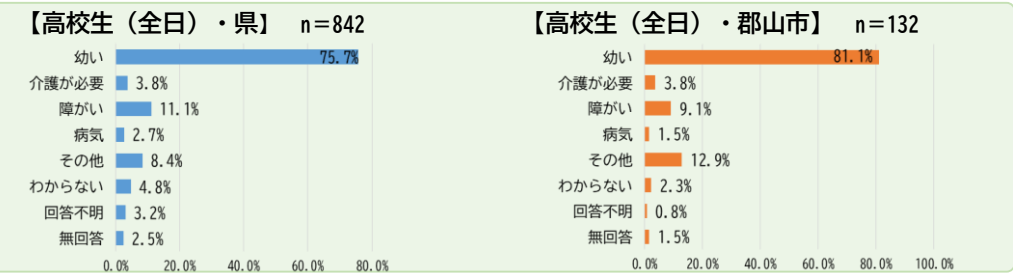 【高校生（全日）・県】 n＝842
幼い 75.7%
介護が必要 3.8%
障がい 11.1%
病気 2.7%
その他 8.4%
わからない 4.8%
回答不明 3.2%
無回答 2.5%
0.0% 20.0% 40.0% 60.0% 80.0%
【高校生（全日）・郡山市】 n＝132
幼い 81.1%
介護が必要 3.8%
障がい 9.1%
病気 1.5%
その他 12.9%
わからない 2.3%
回答不明 0.8%
無回答 1.5%
0.0% 20.0% 40.0% 60.0% 80.0% 100.0%